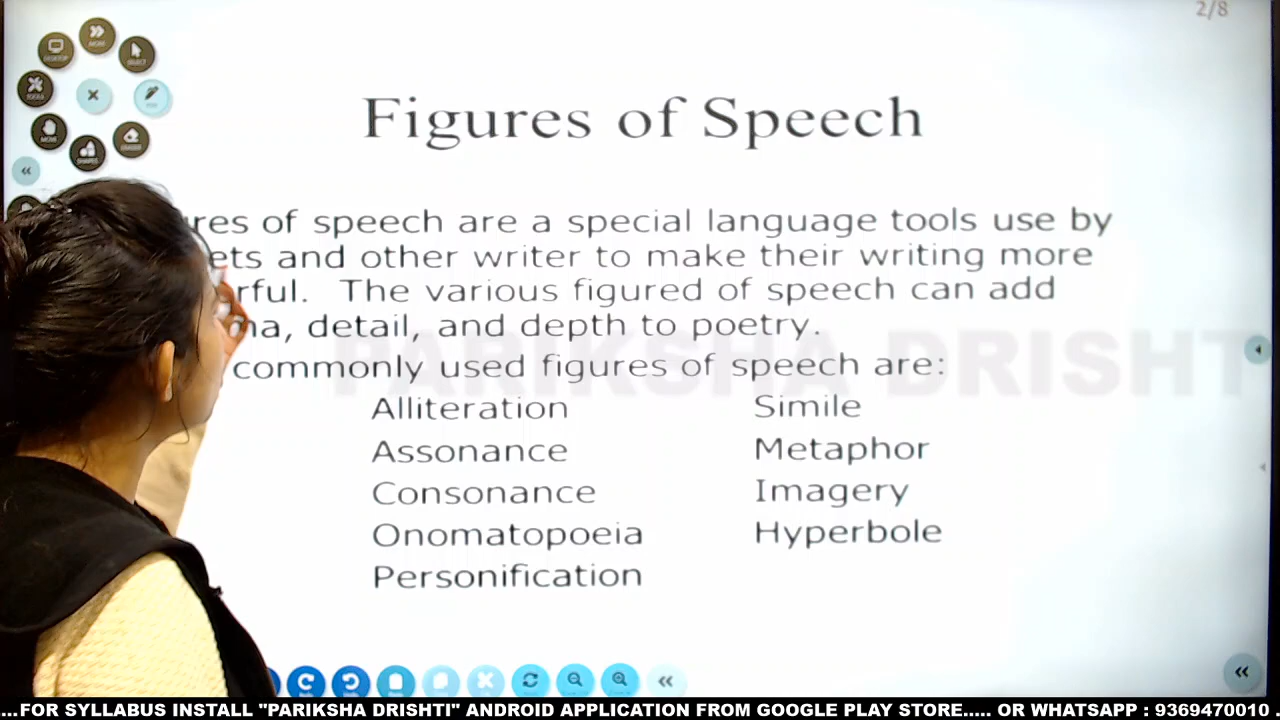 2/8
Figures of Speech
res of speech are a special language tools use by
ets and other writer to make their writing more
rful. The various figured of speech can add
ma, detail, and depth to poetry.
commonly used figures of speech are:
PARIKSHA DRISHT
Alliteration Simile
Assonance Metaphor
Consonance Imagery
Onomatopoeia Hyperbole
Personification
...FOR SYLLABUS INSTALL "PARIKSHA DRISHTI" ANDROID APPLICATION FROM GOOGLE PLAY STORE..... OR WHATSAPP : 9369470010 .